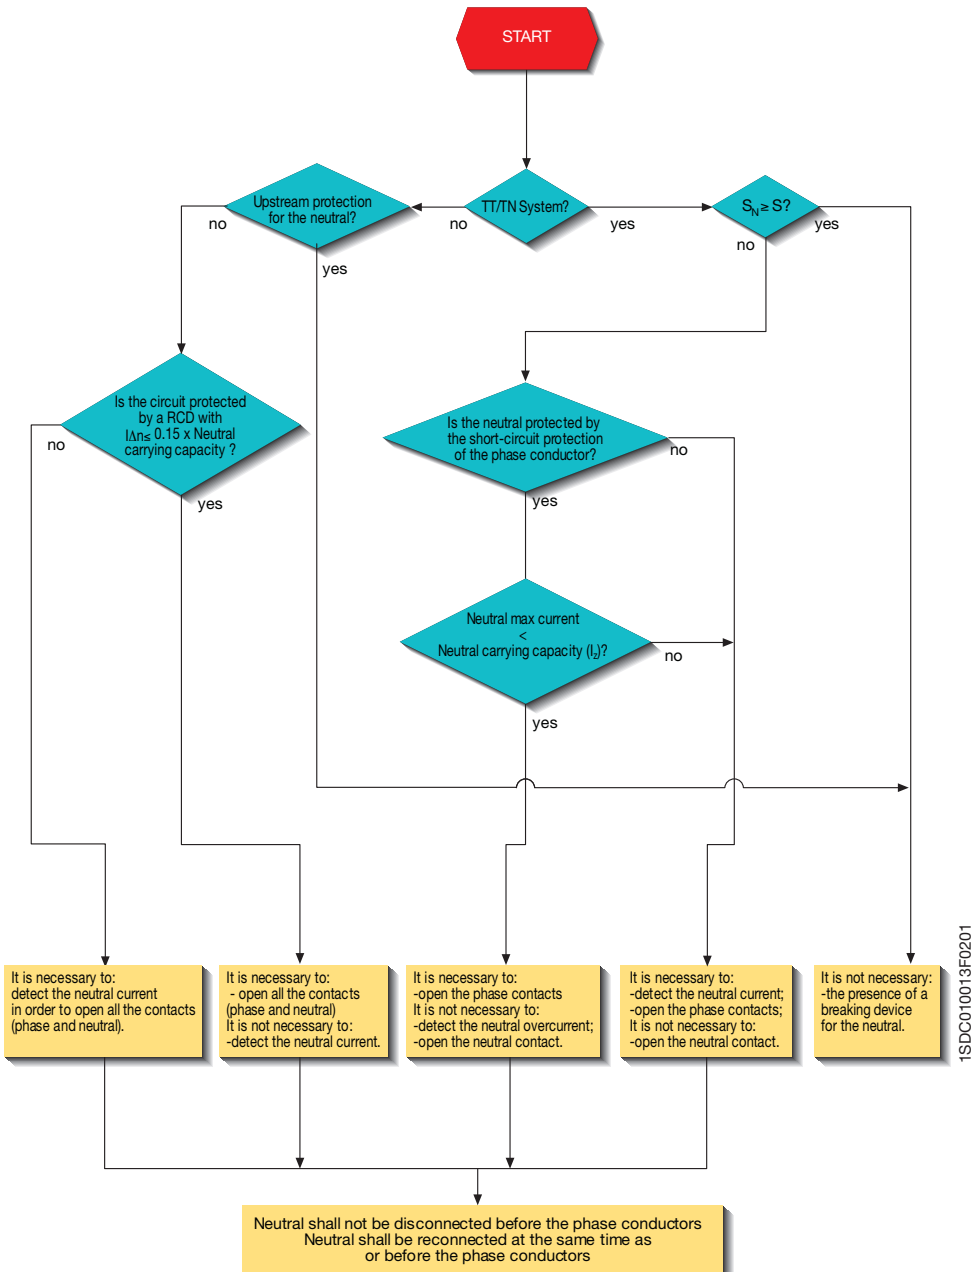 START
Upstream protection
for the neutral?
TT/TN System?
S_N ≥ S?
no
no
yes
yes
no
yes
Is the circuit protected
by a RCD with
IΔn≤ 0.15 x Neutral
carrying capacity ?
no
yes
Is the neutral protected by
the short-circuit protection
of the phase conductor?
no
yes
Neutral max current
<
Neutral carrying capacity (I_z)?
no
yes
It is necessary to:
detect the neutral current
in order to open all the contacts
(phase and neutral).
It is necessary to:
- open all the contacts
(phase and neutral)
It is not necessary to:
-detect the neutral current.
It is necessary to:
-open the phase contacts
It is not necessary to:
-detect the neutral overcurrent;
-open the neutral contact.
It is necessary to:
-detect the neutral current;
-open the phase contacts;
It is not necessary to:
-open the neutral contact.
It is not necessary:
-the presence of a
breaking device
for the neutral.
1SDC010013F0201
Neutral shall not be disconnected before the phase conductors
Neutral shall be reconnected at the same time as
or before the phase conductors